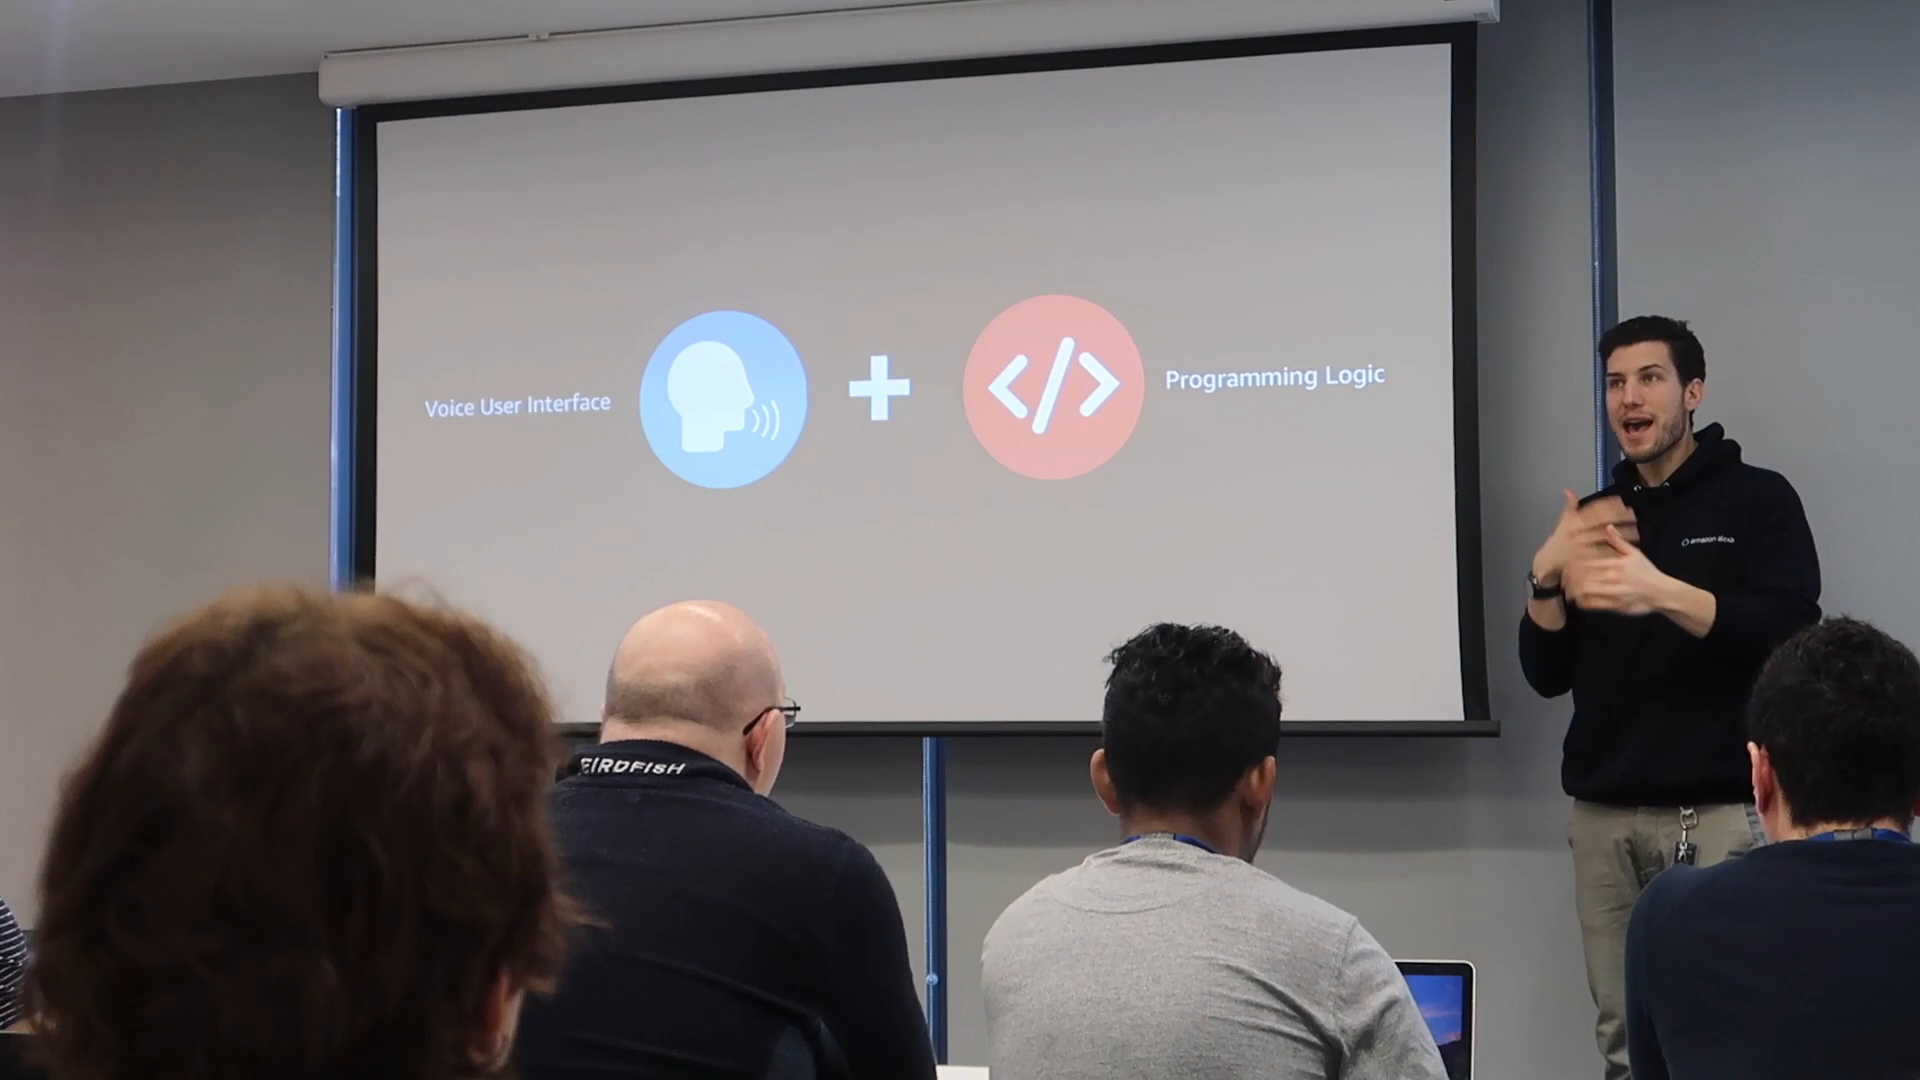 Voice User Interface
</>
Programming Logic
amazon alexa
EIRDFISH